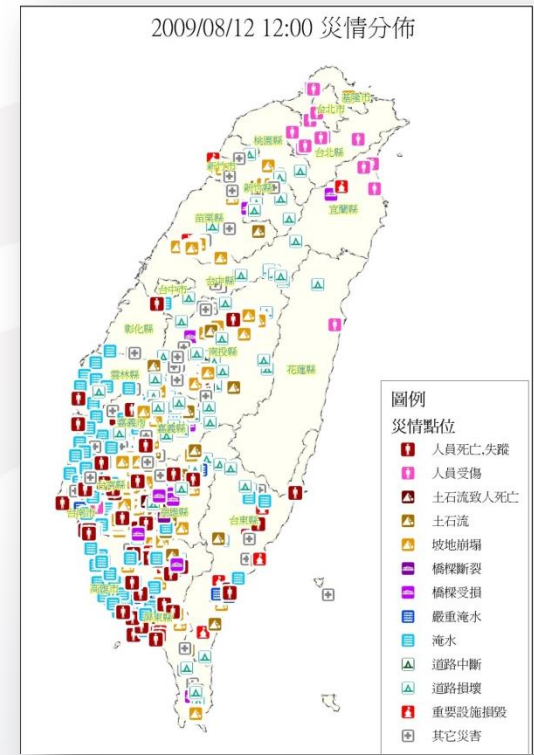 2009/08/12 12:00 災情分佈
基隆市
台北市
桃園縣
台北縣
新竹市
新竹縣
宜蘭縣
苗栗縣
台中縣
台中市
彰化縣
南投縣
花蓮縣
雲林縣
嘉義市
嘉義縣
台南縣
台南市
高雄縣
台東縣
高雄市
屏東縣
圖例
災情點位
人員死亡,失蹤
人員受傷
土石流致人死亡
土石流
坡地崩塌
橋樑斷裂
橋樑受損
嚴重淹水
淹水
道路中斷
道路損壞
重要設施損毀
其它災害